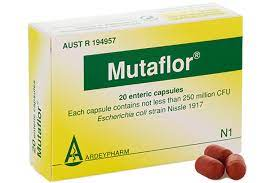 AUST R 194957
Mutaflor®
20 enteric capsules
Each capsule contains not less than 250 million CFU
Escherichia coli strain Nissle 1917
ARDEYPHARM
N1